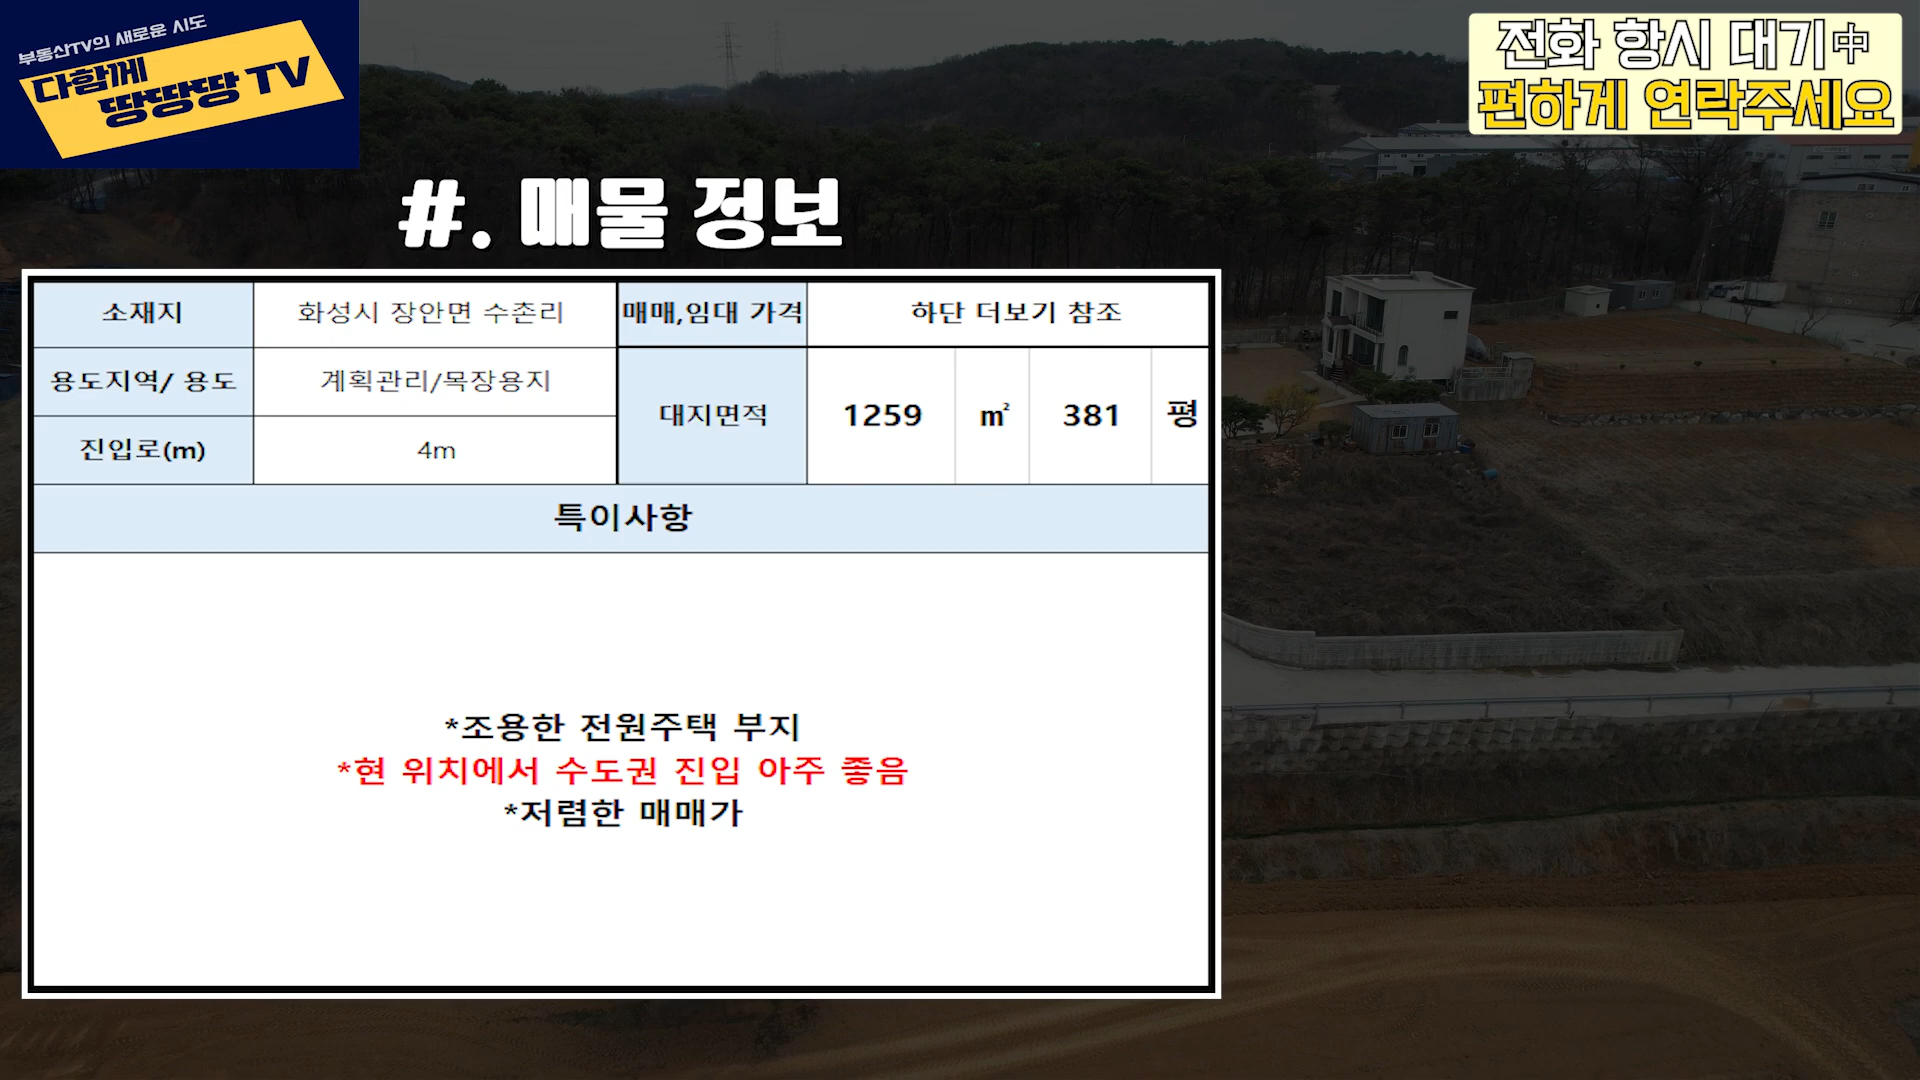 부동산TV의 새로운 시도
다함께
땅땅땅 TV
전화 항시 대기中
편하게 연락주세요
#. 매물 정보
소재지 화성시 장안면 수촌리 매매,임대 가격 하단 더보기 참조
용도지역/ 용도 계획관리/목장용지 대지면적 1259 ㎡ 381 평
진입로(m) 4m
특이사항
*조용한 전원주택 부지
*현 위치에서 수도권 진입 아주 좋음
*저렴한 매매가